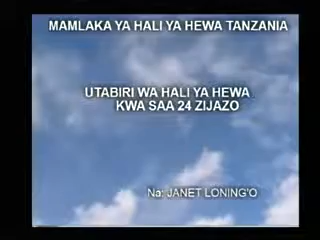 MAMLAKA YA HALI YA HEWA TANZANIA
UTABIRI WA HALI YA HEWA
KWA SAA 24 ZIJAZO
Na: JANET LONING'O